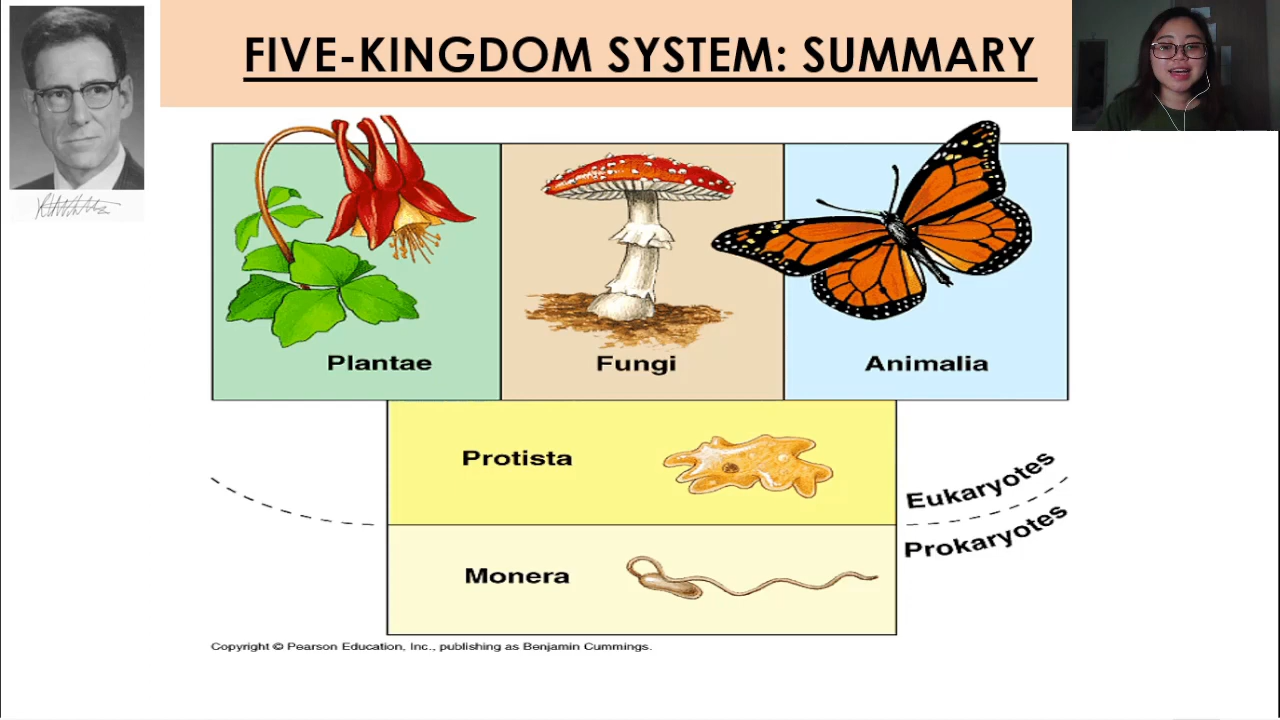 FIVE-KINGDOM SYSTEM: SUMMARY
Plantae
Fungi
Animalia
Protista
Eukaryotes
Prokaryotes
Monera
Copyright © Pearson Education, Inc., publishing as Benjamin Cummings.